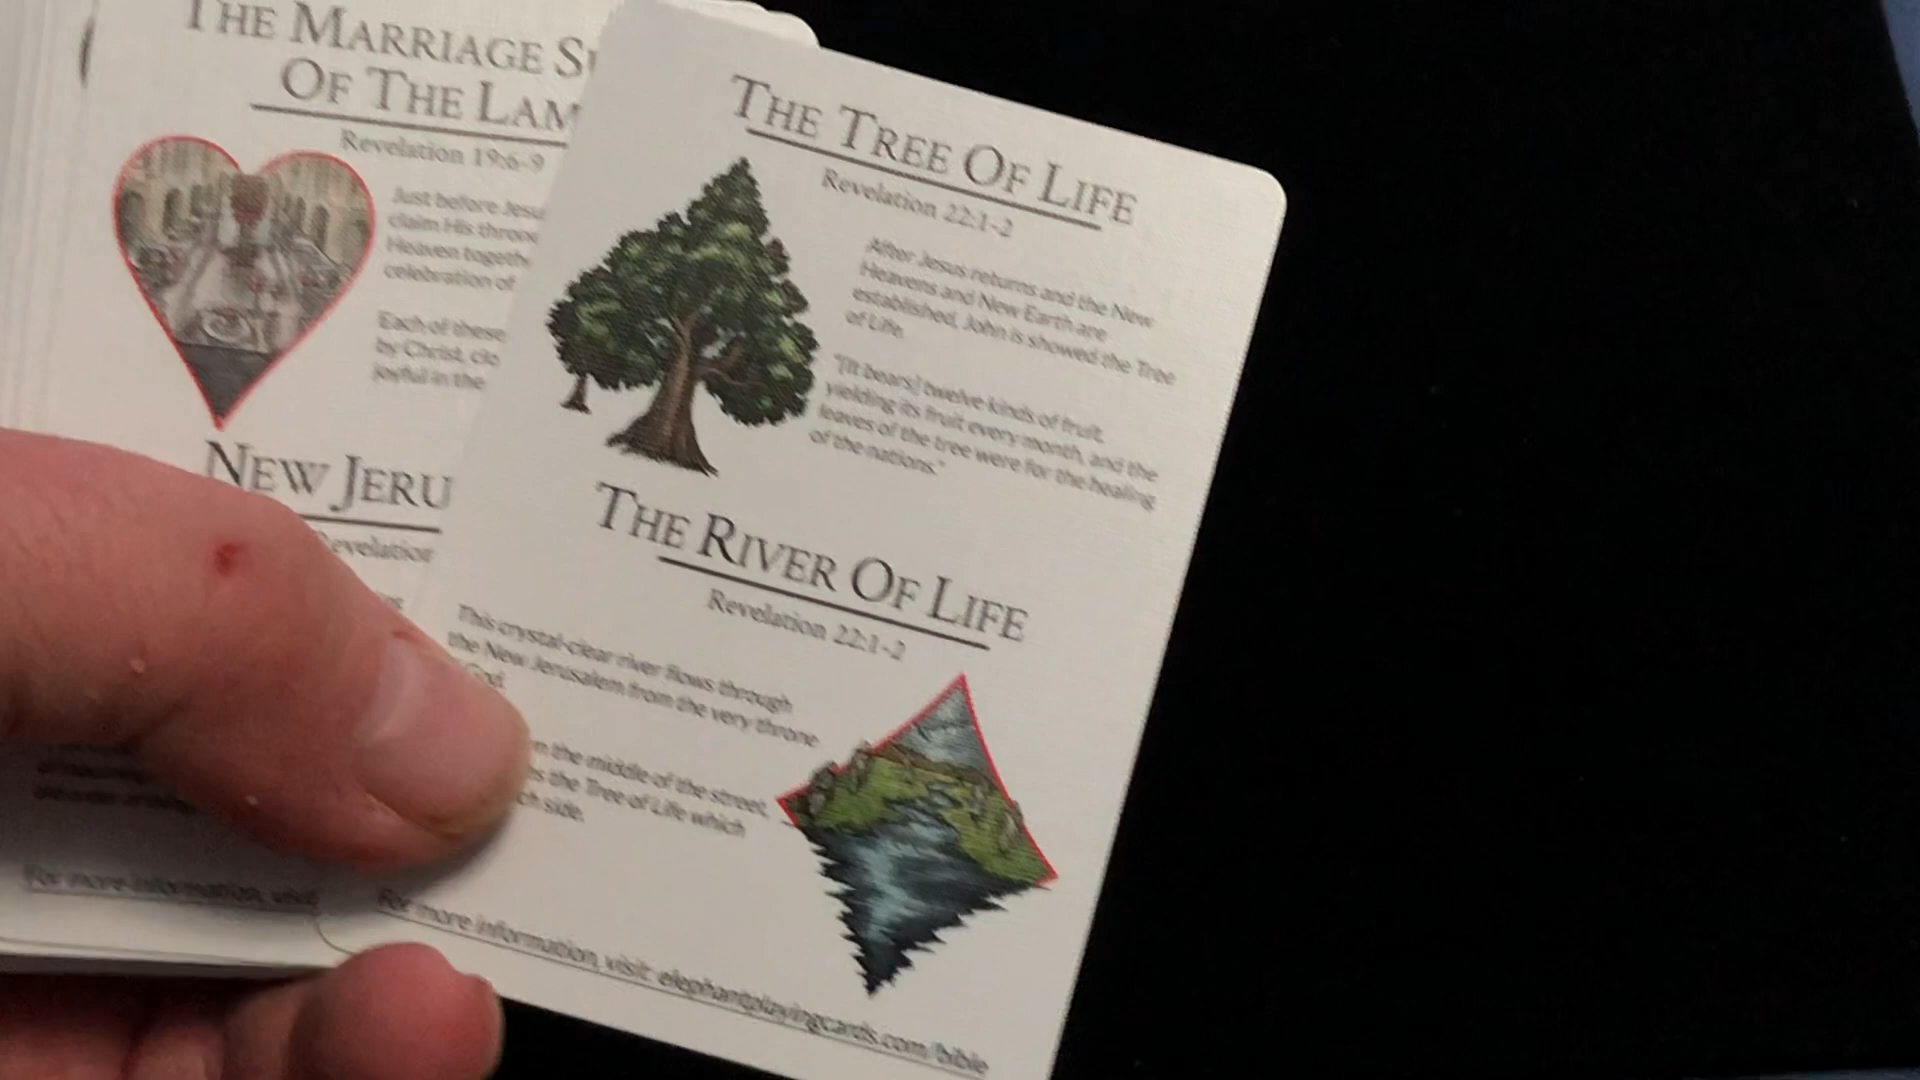 THE MARRIAGE
OF THE LAM
Revelation 19:6-9
Just before Jesu
claim His throne
Heaven togeth
celebration of
Each of these
by Christ, clo
joyful in the
NEW JERU
Revelation
THE TREE OF LIFE
Revelation 22:1-2
After Jesus returns and the New
Heavens and New Earth are
established, John is showed the Tree
of Life.
"[It bears] twelve kinds of fruit,
yielding its fruit every month, and the
leaves of the tree were for the healing
of the nations."
THE RIVER OF LIFE
Revelation 22:1-2
This crystal-clear river flows through
the New Jerusalem from the very throne
God.
the middle of the street,
the Tree of Life which
side.
For more information, visit: elephantplayingcards.com/bible
For more information, visit